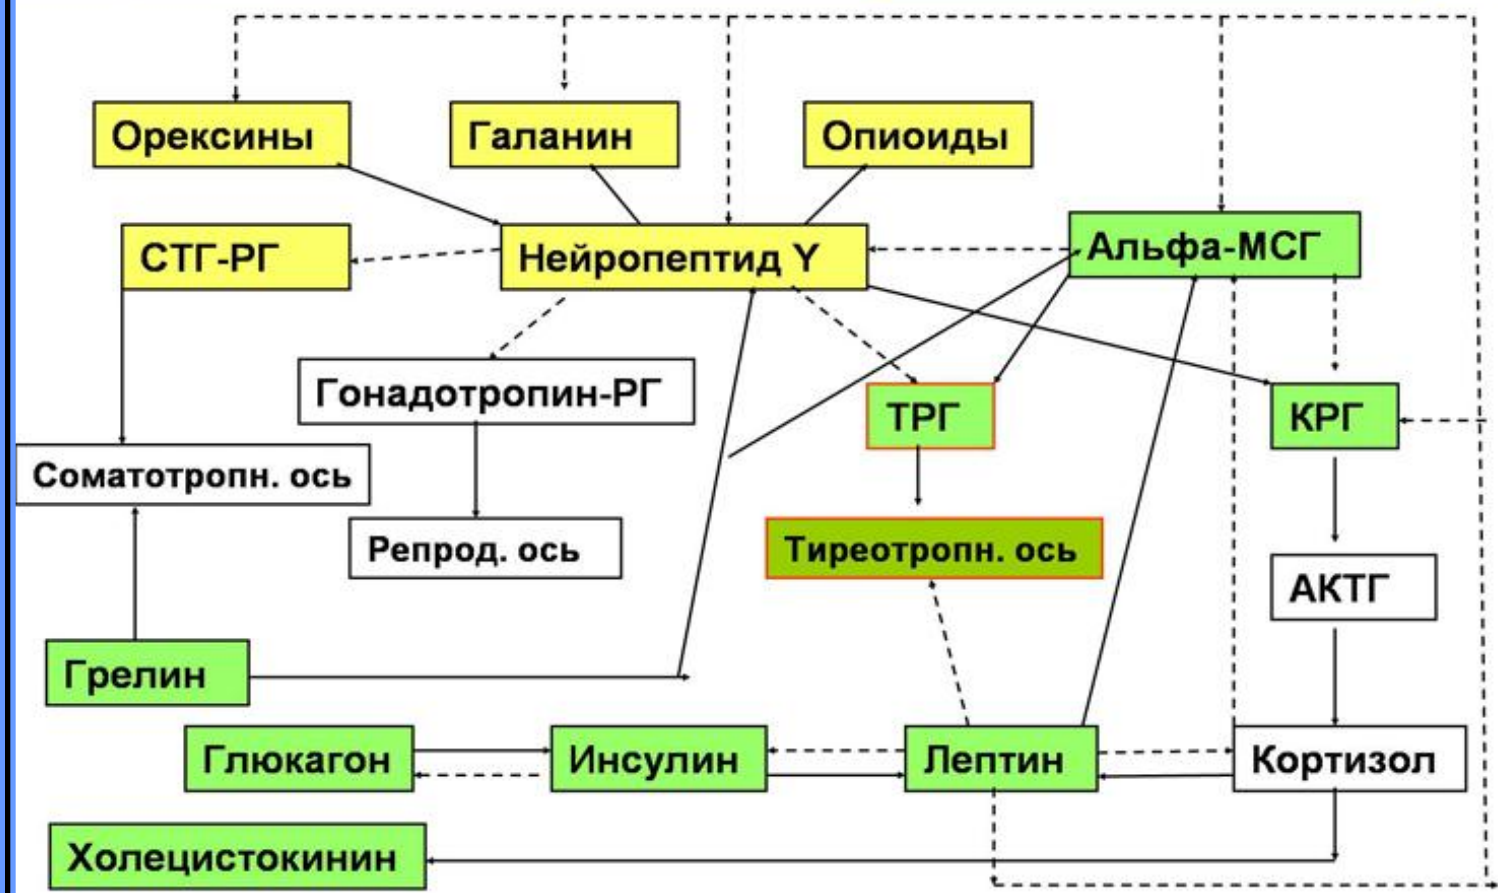 Орексины
Галанин
Опиоиды
СТГ-РГ
Нейропептид Y
Альфа-МСГ
Гонадотропин-РГ
ТРГ
КРГ
Соматотропн. ось
Репрод. ось
Тиреотропн. ось
АКТГ
Грелин
Глюкагон
Инсулин
Лептин
Кортизол
Холецистокинин